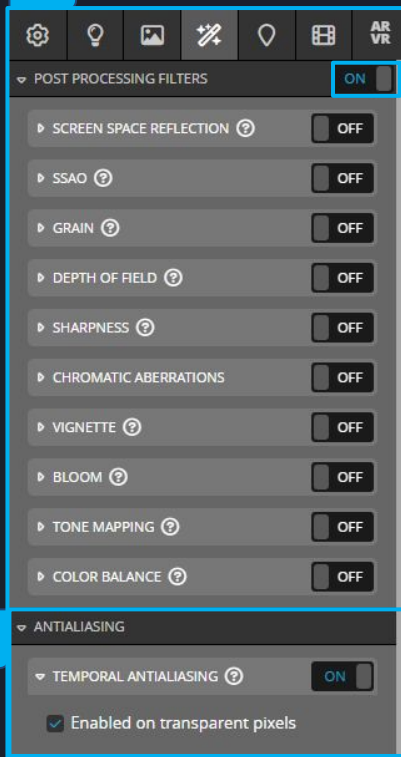 AR
VR
POST PROCESSING FILTERS ON
SCREEN SPACE REFLECTION ? OFF
SSAO ? OFF
GRAIN ? OFF
DEPTH OF FIELD ? OFF
SHARPNESS ? OFF
CHROMATIC ABERRATIONS OFF
VIGNETTE ? OFF
BLOOM ? OFF
TONE MAPPING ? OFF
COLOR BALANCE ? OFF
ANTIALIASING
TEMPORAL ANTIALIASING ? ON
Enabled on transparent pixels